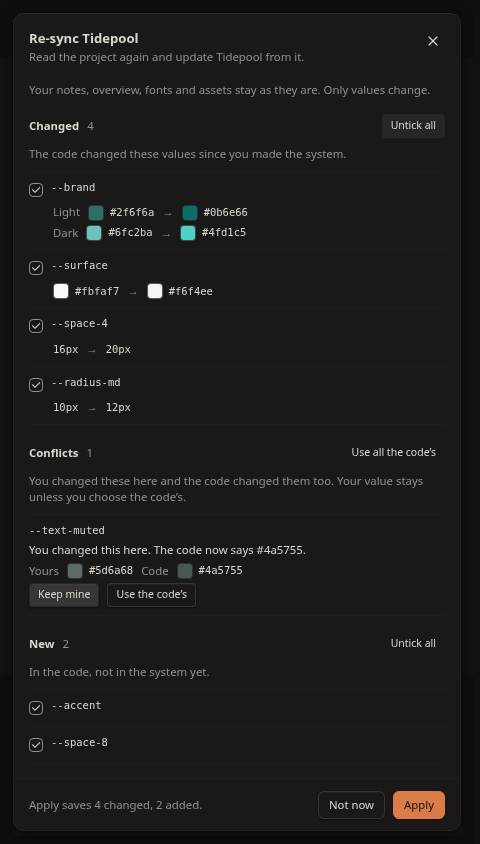 Re-sync Tidepool
Read the project again and update Tidepool from it.
Your notes, overview, fonts and assets stay as they are. Only values change.
Changed 4 Untick all
The code changed these values since you made the system.
--brand
Light #2f6f6a → #0b6e66
Dark #6fc2ba → #4fd1c5
--surface
#fbfaf7 → #f6f4ee
--space-4
16px → 20px
--radius-md
10px → 12px
Conflicts 1 Use all the code's
You changed these here and the code changed them too. Your value stays
unless you choose the code's.
--text-muted
You changed this here. The code now says #4a5755.
Yours #5d6a68 Code #4a5755
Keep mine Use the code's
New 2 Untick all
In the code, not in the system yet.
--accent
--space-8
Apply saves 4 changed, 2 added. Not now Apply